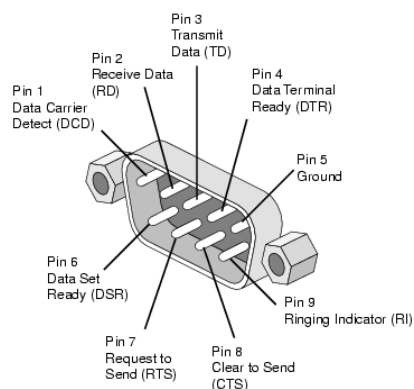 Pin 3
Transmit
Data (TD)
Pin 2
Receive Data
(RD)
Pin 4
Data Terminal
Ready (DTR)
Pin 1
Data Carrier
Detect (DCD)
Pin 5
Ground
Pin 6
Data Set
Ready (DSR)
Pin 9
Ringing Indicator (RI)
Pin 7
Request to
Send (RTS)
Pin 8
Clear to Send
(CTS)